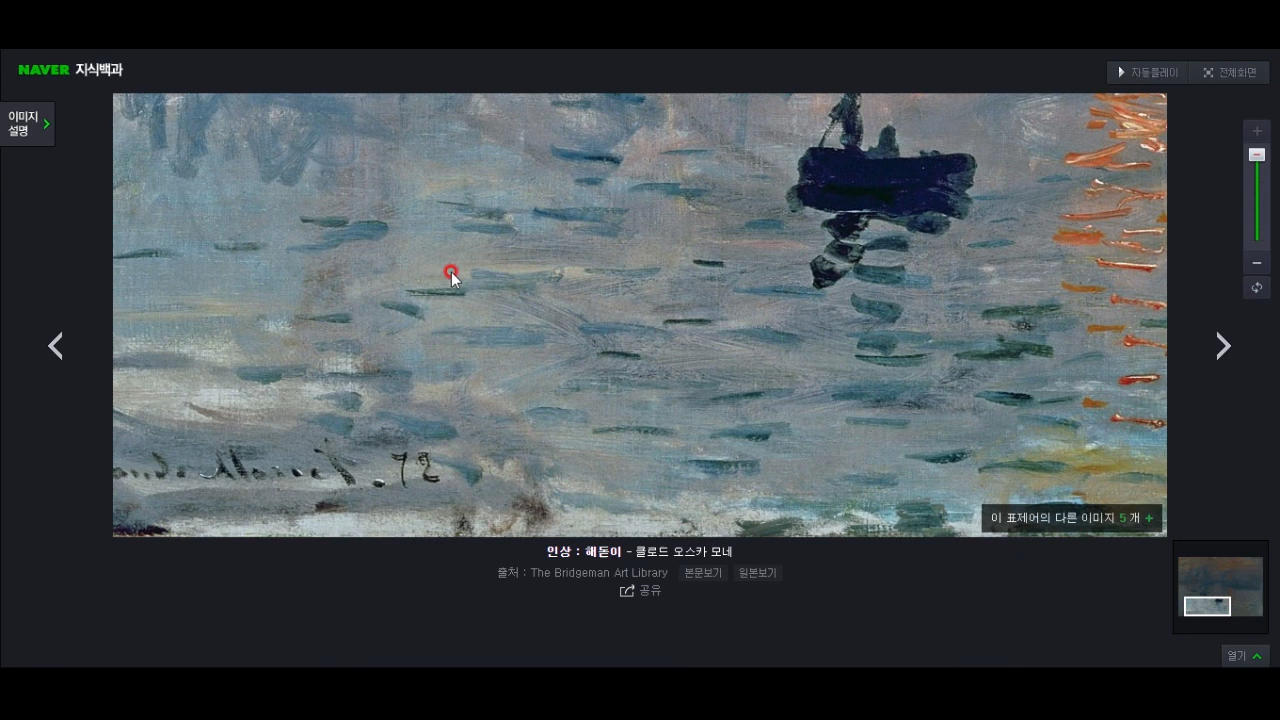 NAVER 지식백과
자동플레이 전체화면
이미지
설명
Monet .72
이 표제어의 다른 이미지 5 개 +
인상 : 해돋이 - 클로드 오스카 모네
출처 : The Bridgeman Art Library 본문보기 원본보기
공유
열기